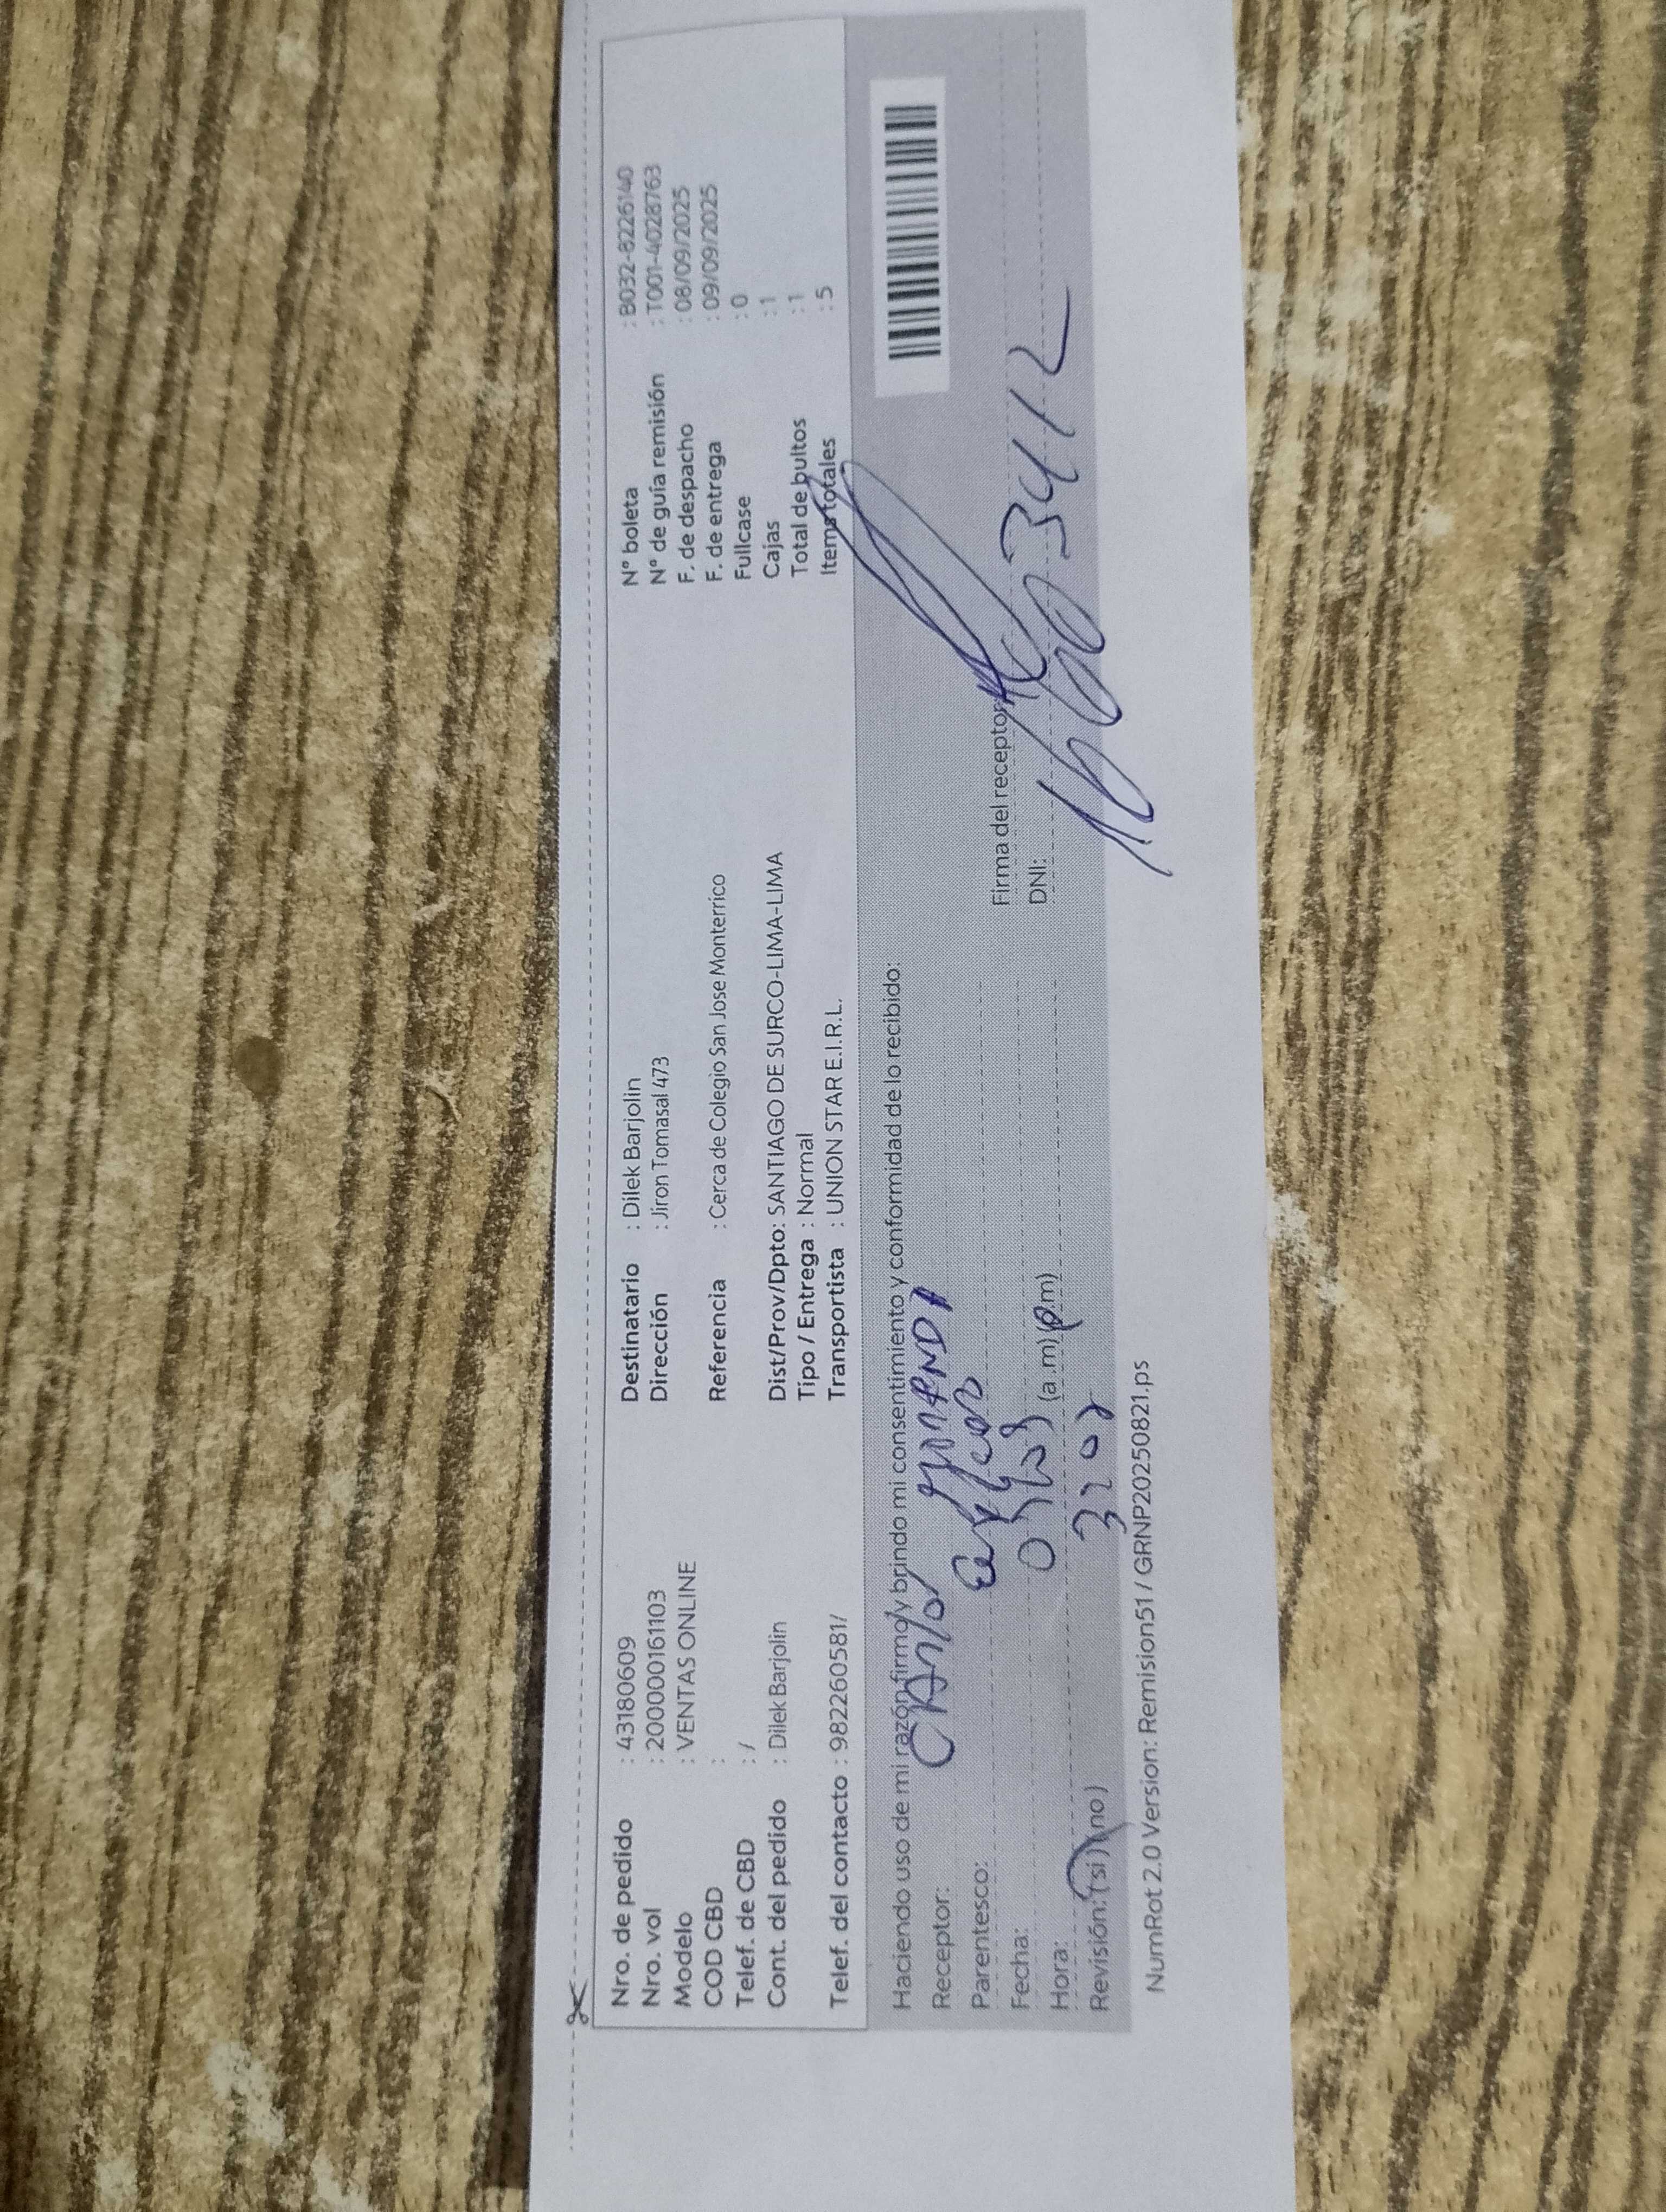 Nro. de pedido : 43180609
Nro. vol : 2000000161103
Modelo : VENTAS ONLINE
COD CBD :
Telef. de CBD : /
Cont. del pedido : Dilek Barjolin
Telef. del contacto : 982260581/
Destinatario : Dilek Barjolin
Dirección : Jiron Tomasal 473
Referencia : Cerca de Colegio San Jose Monterrico
Dist/Prov/Dpto: SANTIAGO DE SURCO-LIMA-LIMA
Tipo / Entrega : Normal
Transportista : UNION STAR E.I.R.L.
N° boleta : B032-8226140
N° de guía remisión : T001-4028763
F. de despacho : 08/09/2025
F. de entrega : 09/09/2025
Fullcase : 0
Cajas : 1
Total de bultos : 1
Items totales : 5
Haciendo uso de mi razón firmo y brindo mi consentimiento y conformidad de lo recibido:
Receptor:
Parentesco:
Fecha:
Hora: (a.m) (p.m)
Revisión: (si) (no)
Firma del receptor:
DNI:
NumRot 2.0 Version: Remision51 / GRNP20250821.ps